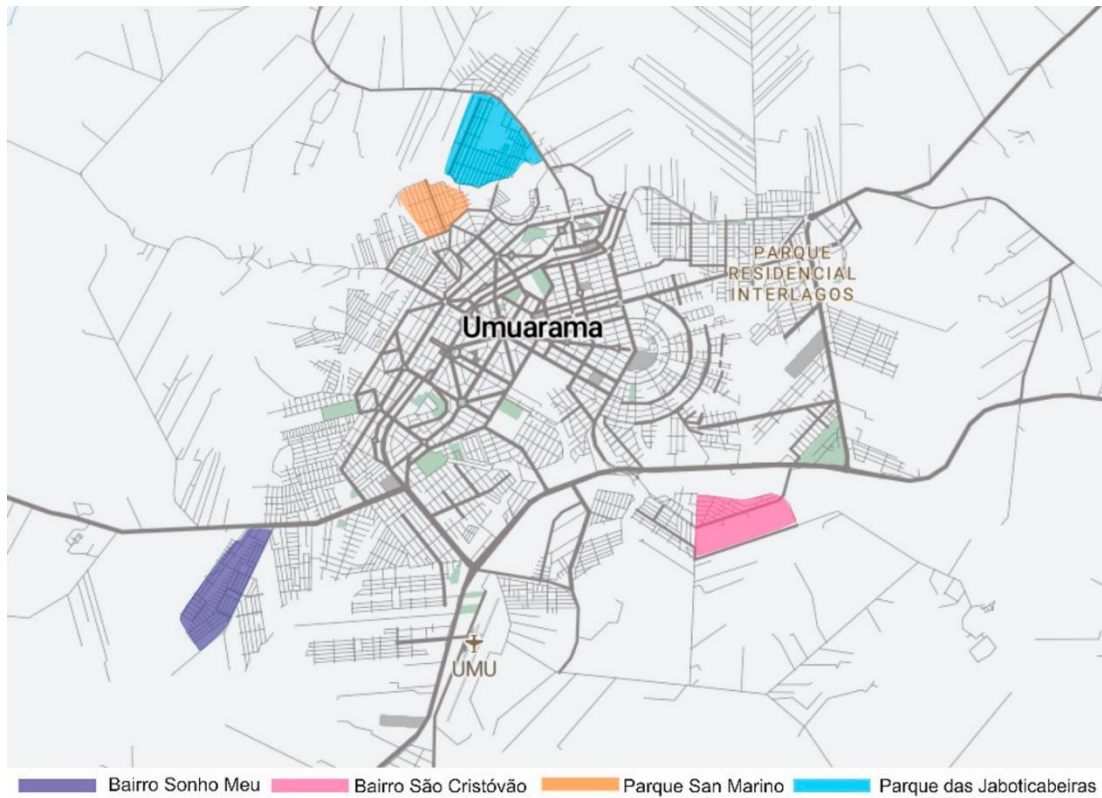 PARQUE
RESIDENCIAL
INTERLAGOS
Umuarama
UMU
Bairro Sonho Meu
Bairro São Cristóvão
Parque San Marino
Parque das Jaboticabeiras